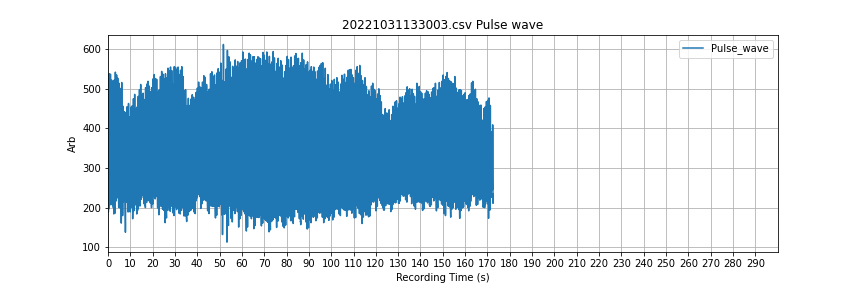 20221031133003.csv Pulse wave
Pulse_wave
600
500
400
300
200
100
Arb
0 10 20 30 40 50 60 70 80 90 100 110 120 130 140 150 160 170 180 190 200 210 220 230 240 250 260 270 280 290
Recording Time (s)